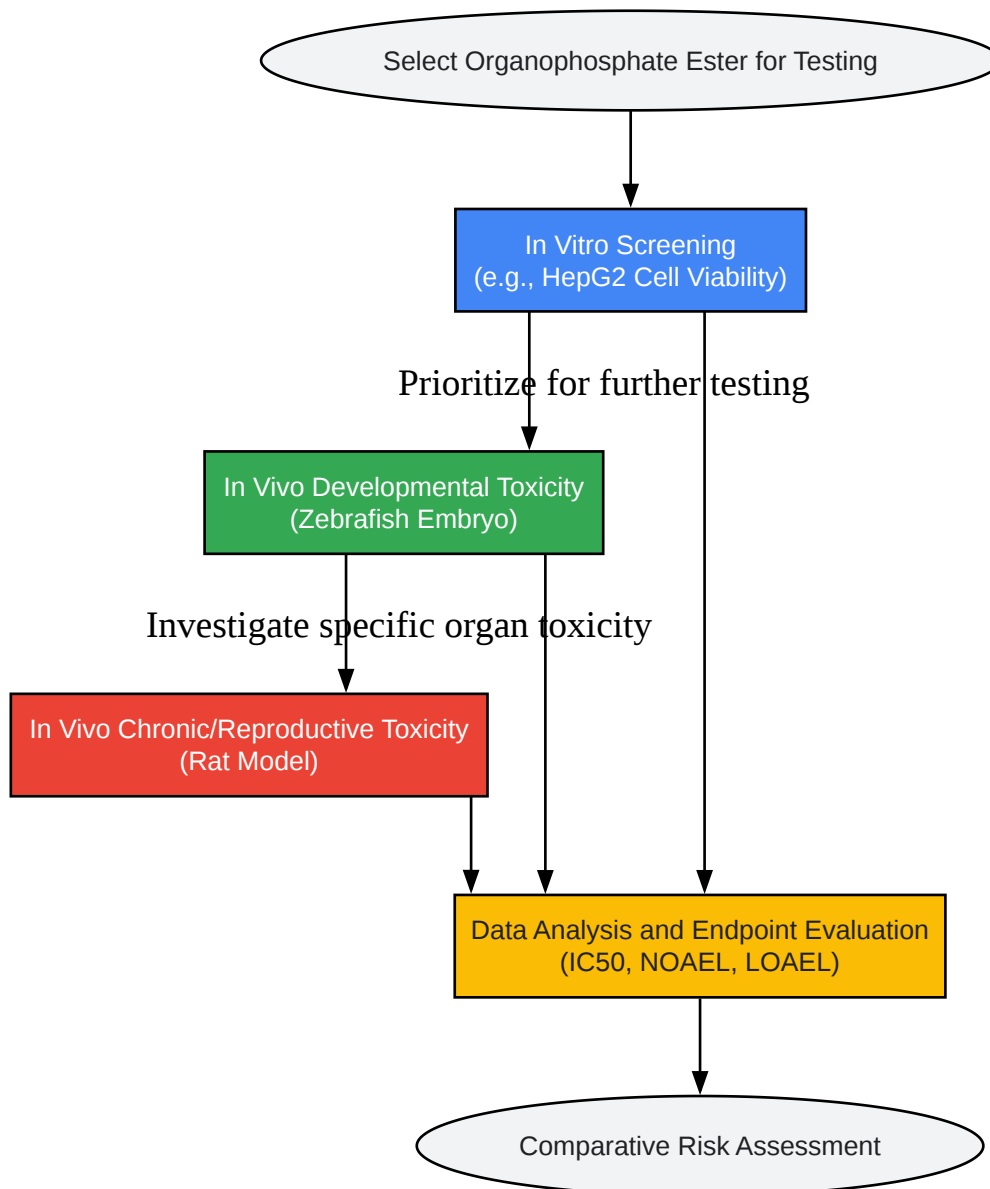 Select Organophosphate Ester for Testing
In Vitro Screening
(e.g., HepG2 Cell Viability)
Prioritize for further testing
In Vivo Developmental Toxicity
(Zebrafish Embryo)
Investigate specific organ toxicity
In Vivo Chronic/Reproductive Toxicity
(Rat Model)
Data Analysis and Endpoint Evaluation
(IC50, NOAEL, LOAEL)
Comparative Risk Assessment